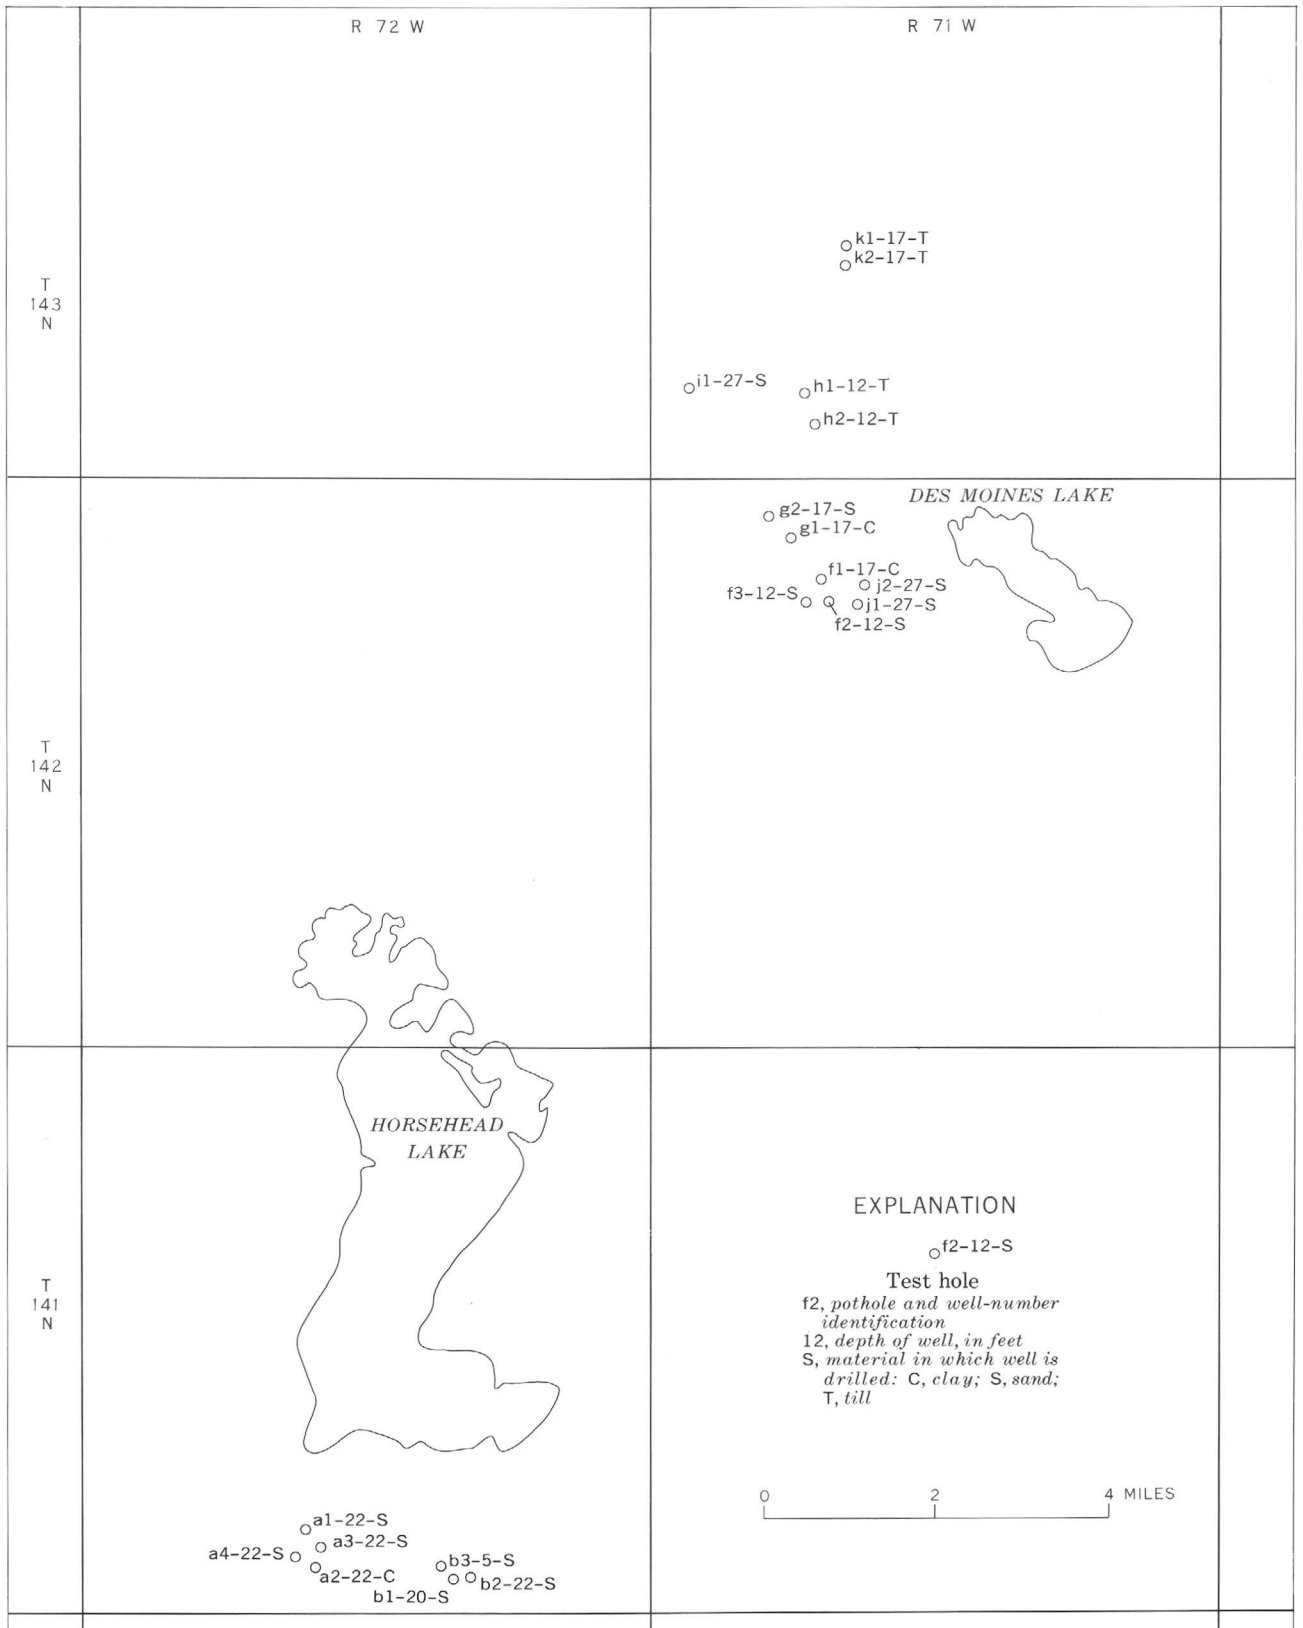 R 72 W
R 71 W
k1-17-T
k2-17-T
T
143
N
i1-27-S
h1-12-T
h2-12-T
DES MOINES LAKE
g2-17-S
g1-17-C
f1-17-C
j2-27-S
f3-12-S
j1-27-S
f2-12-S
T
142
N
HORSEHEAD
LAKE
EXPLANATION
f2-12-S
Test hole
f2, pothole and well-number
identification
12, depth of well, in feet
S, material in which well is
drilled: C, clay; S, sand;
T, till
T
141
N
0 2 4 MILES
a1-22-S
a3-22-S
a4-22-S
a2-22-C
b3-5-S
b2-22-S
b1-20-S